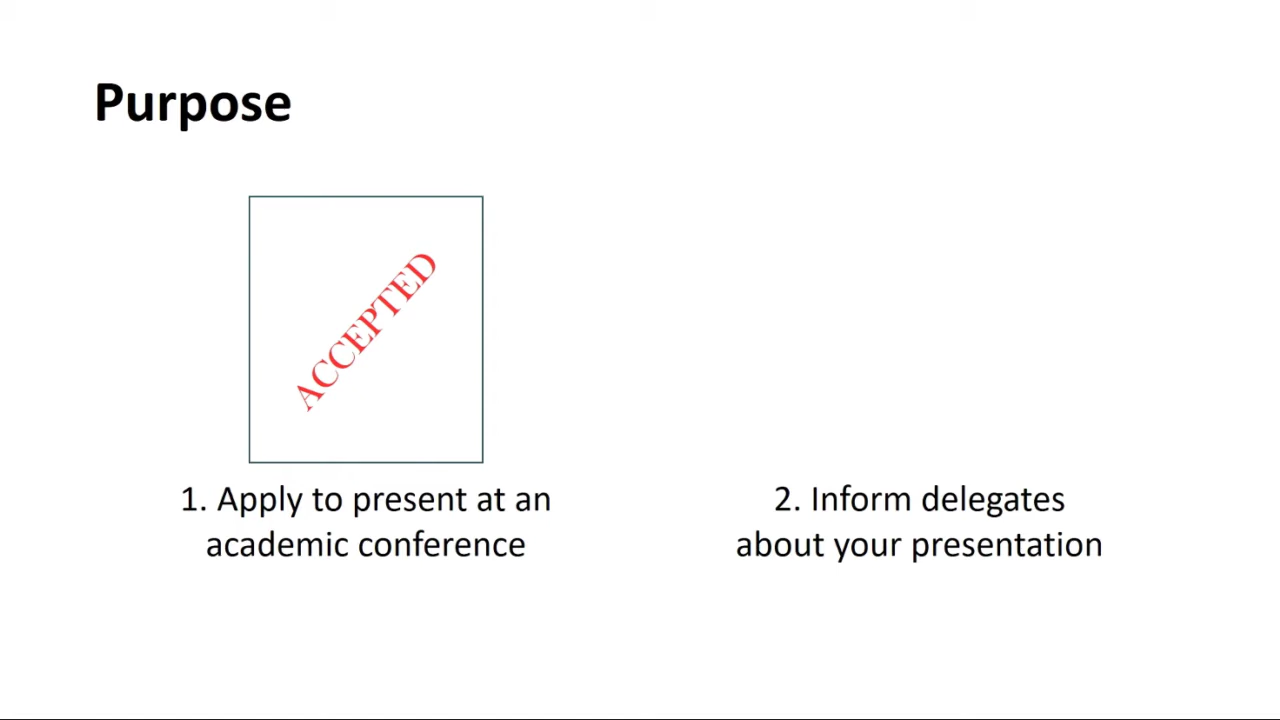 Purpose
ACCEPTED
1. Apply to present at an
academic conference
2. Inform delegates
about your presentation